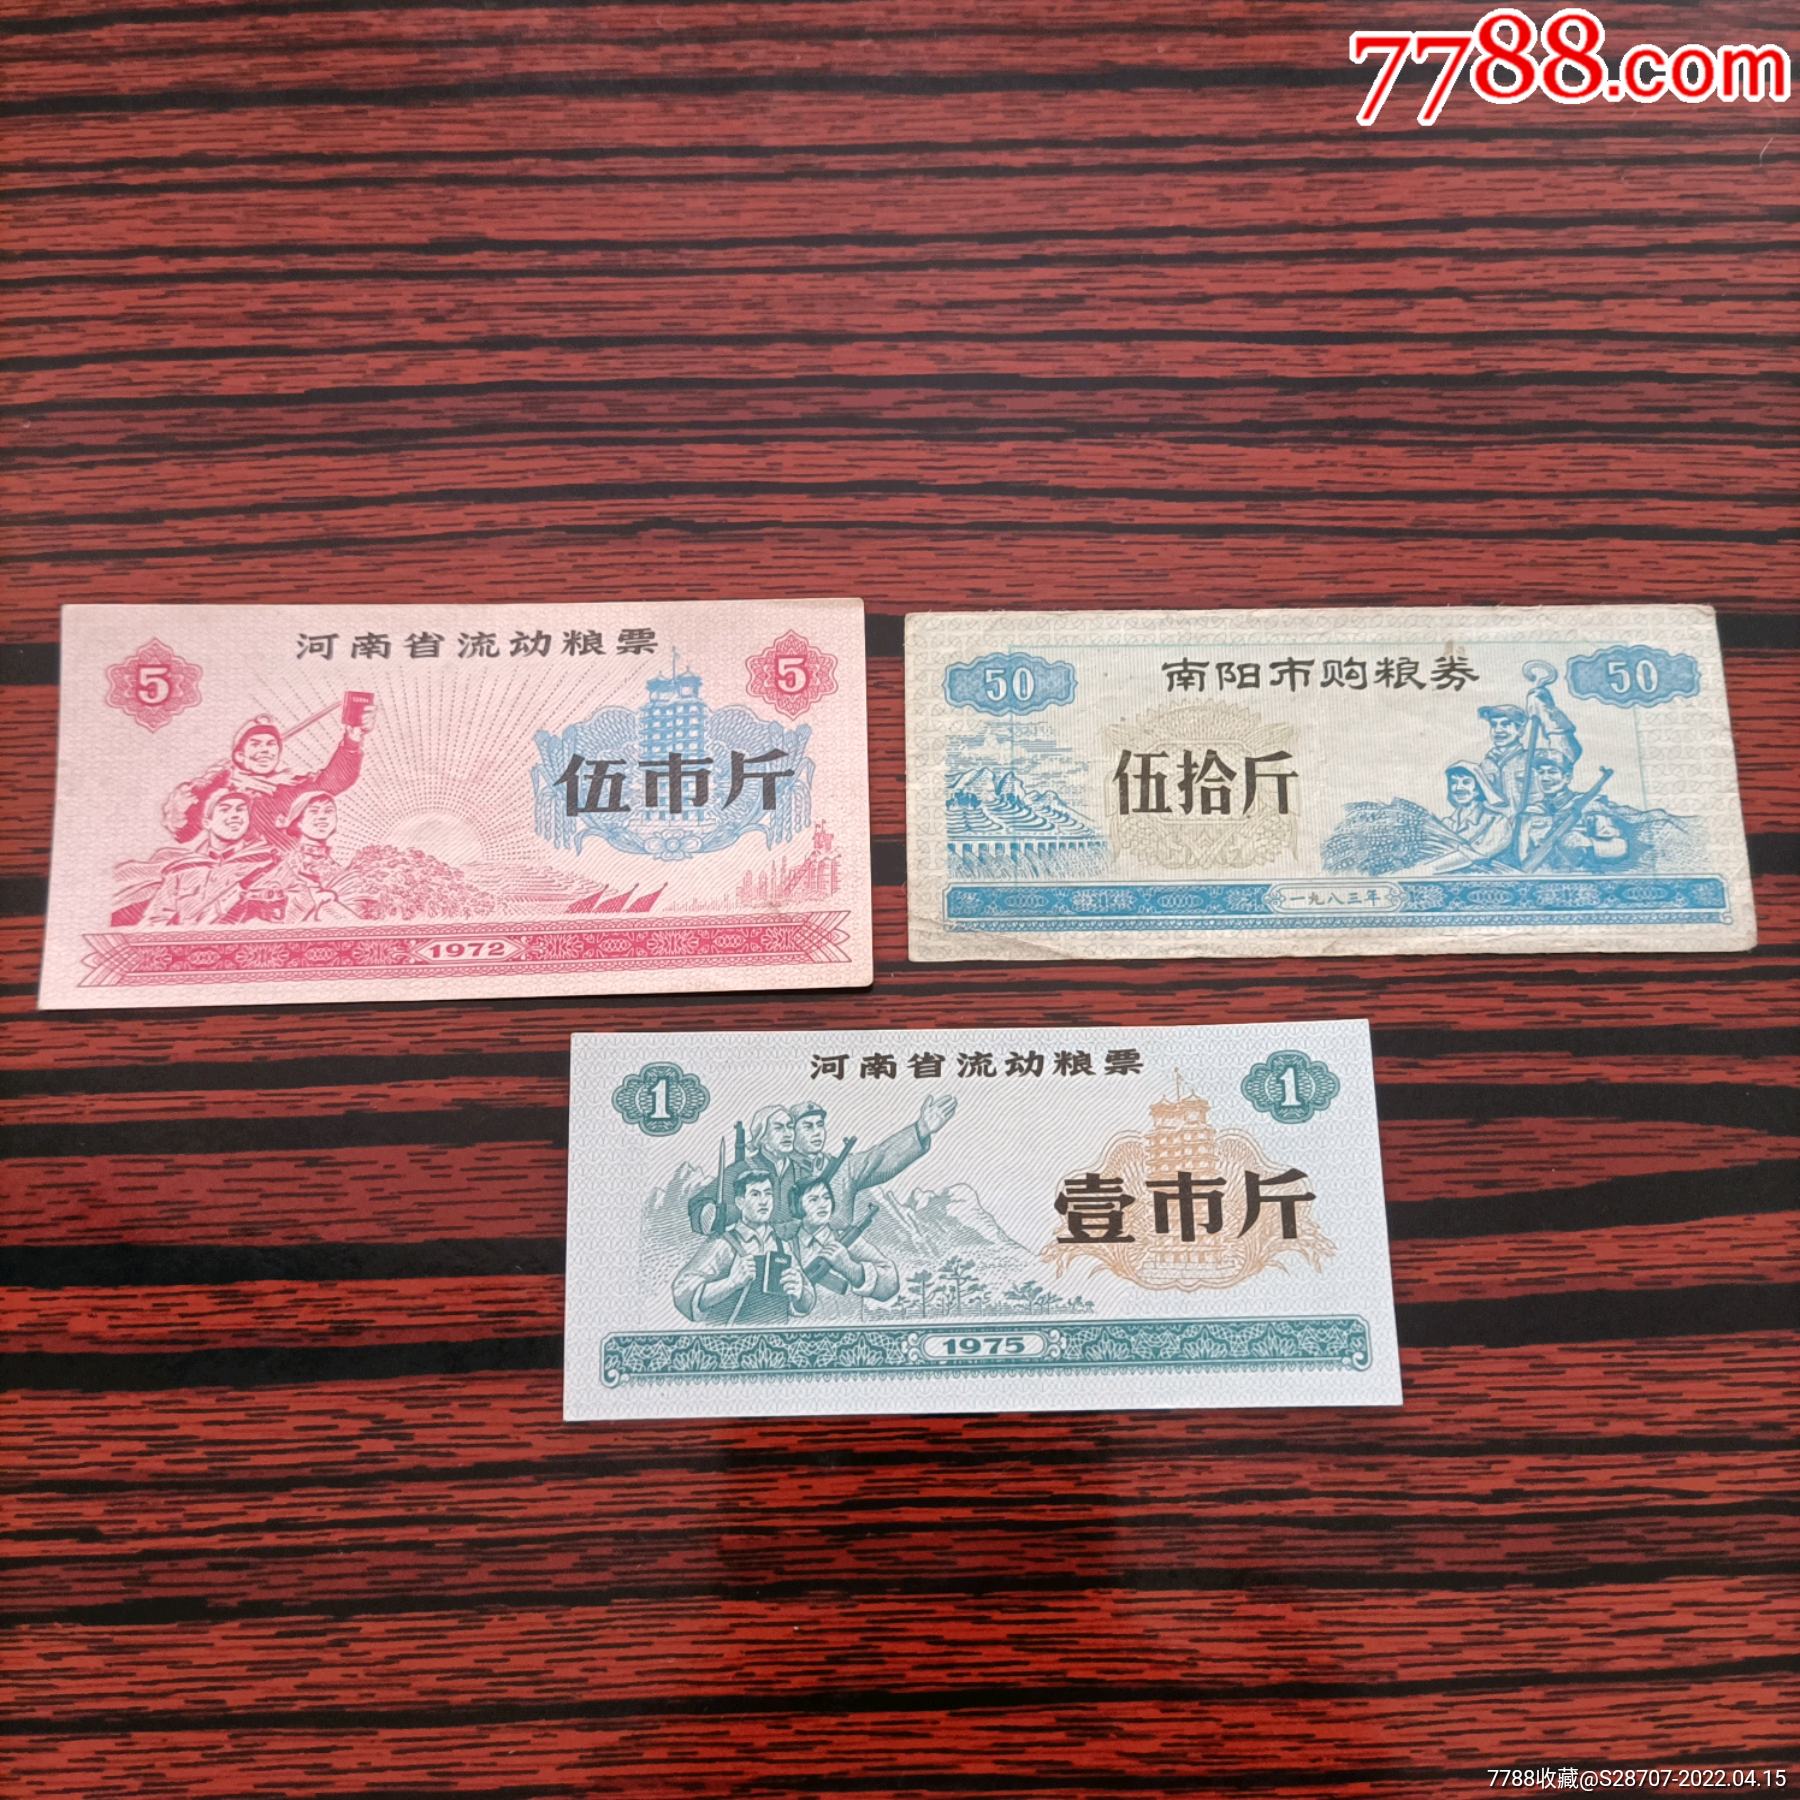 7788.com
河南省流动粮票
5
5
伍市斤
1972
南阳市购粮券
50
50
伍拾斤
一九八三年
河南省流动粮票
1
1
壹市斤
1975
7788收藏@S28707-2022.04.15